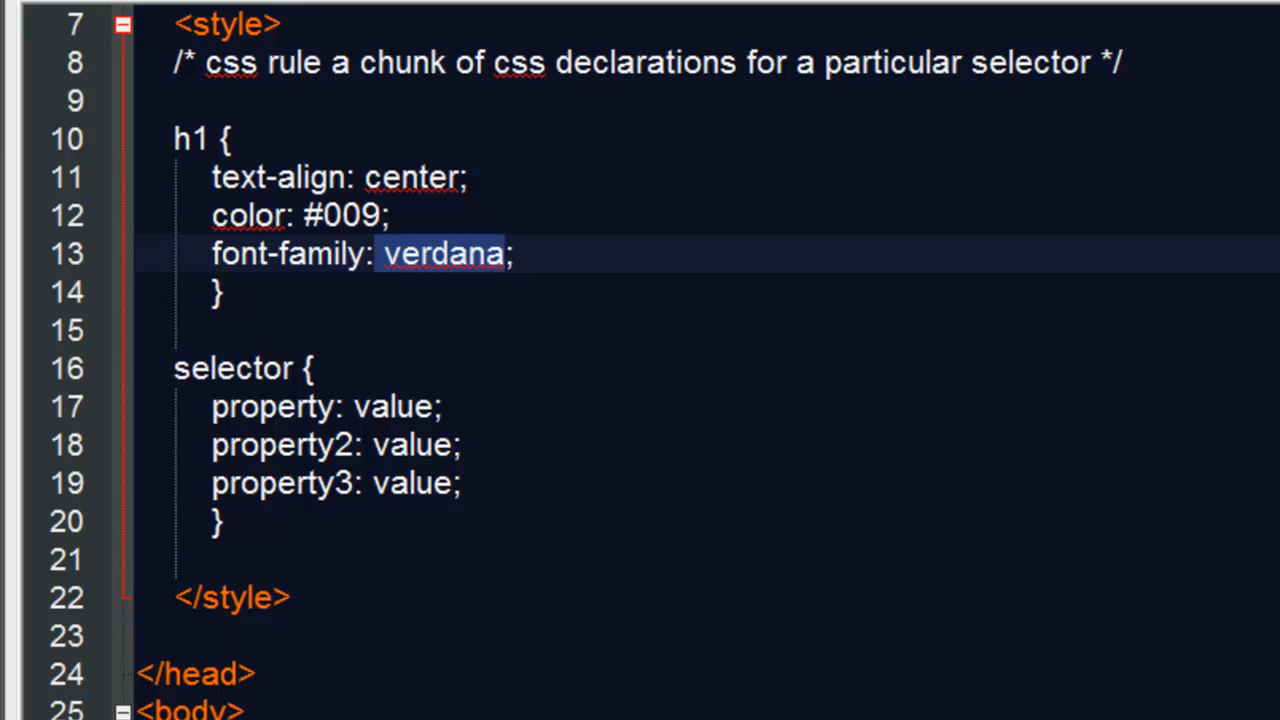 7 <style>
8 /* css rule a chunk of css declarations for a particular selector */
9
10 h1 {
11 text-align: center;
12 color: #009;
13 font-family: verdana;
14 }
15
16 selector {
17 property: value;
18 property2: value;
19 property3: value;
20 }
21
22 </style>
23
24 </head>
25 <body>